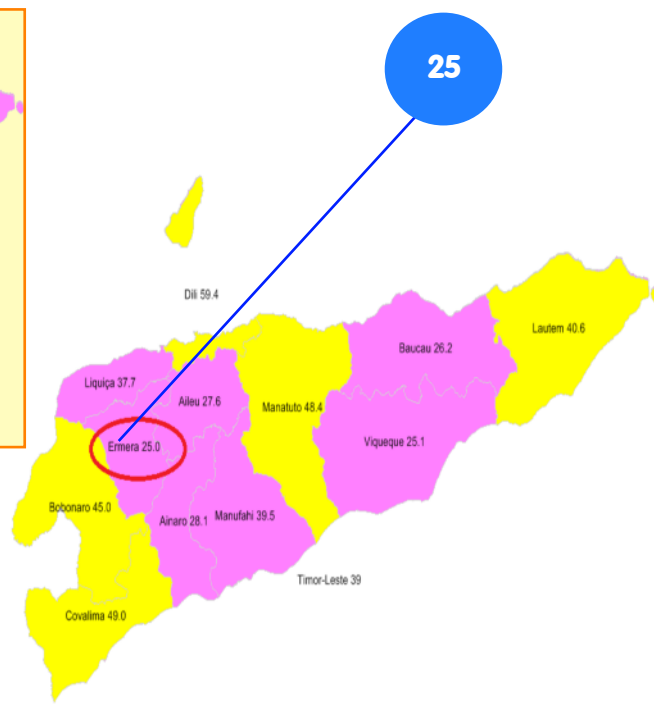 25
Dili 59.4
Lautem 40.6
Baucau 26.2
Liquiça 37.7
Aileu 27.6
Manatuto 48.4
Viqueque 25.1
Ermera 25.0
Bobonaro 45.0
Ainaro 28.1
Manufahi 39.5
Timor-Leste 39
Covalima 49.0